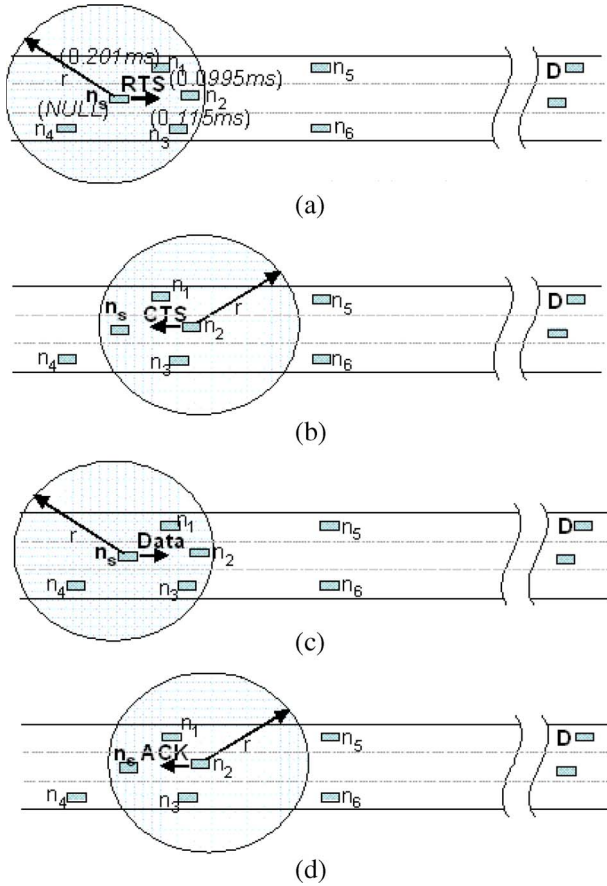 (0.201ms) n1
r RTS (0.0995ms) n5 D
ns n2
(NULL) (0.115ms)
n4 n3 n6
(a)
n1 r n5 D
ns CTS n2
n4 n3 n6
(b)
r n1 n5 D
ns Data n2
n4 n3 n6
(c)
n1 r n5 D
ns ACK n2
n4 n3 n6
(d)